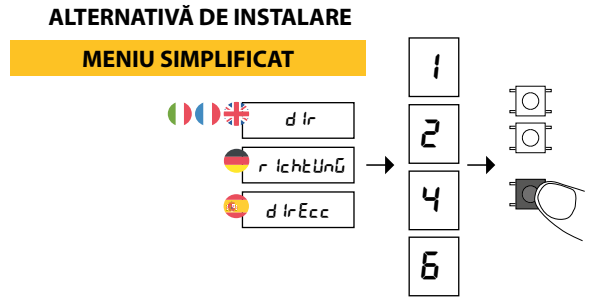 ALTERNATIVĂ DE INSTALARE
MENIU SIMPLIFICAT
dIr
rIchtUnG
dIrEcc
1
2
4
6